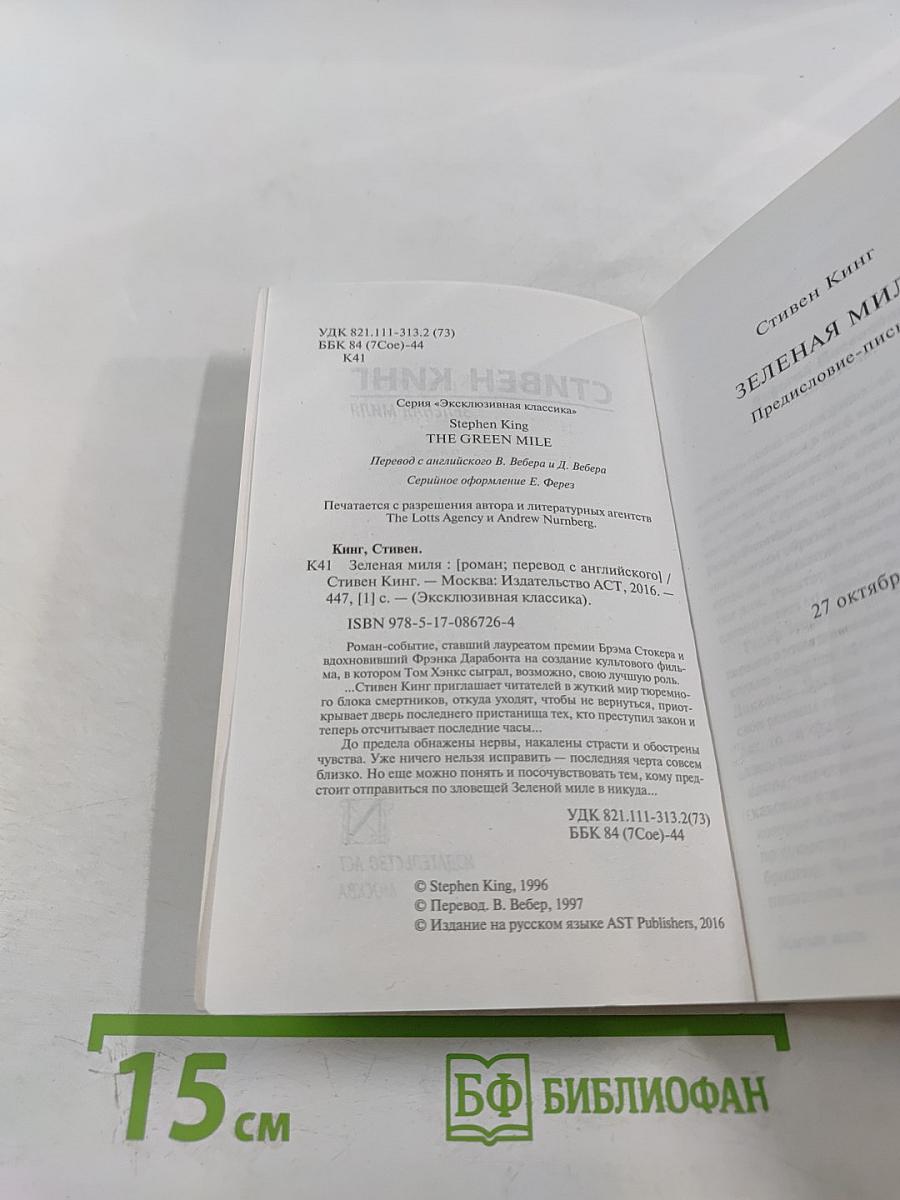 УДК 821.111-313.2 (73)
ББК 84 (7Сое)-44
К41
Серия «Эксклюзивная классика»
Stephen King
THE GREEN MILE
Перевод с английского В. Вебера и Д. Вебера
Серийное оформление Е. Ферез
Печатается с разрешения автора и литературных агентств
The Lotts Agency и Andrew Nurnberg.
Кинг, Стивен.
К41 Зеленая миля : [роман; перевод с английского] /
Стивен Кинг. — Москва: Издательство АСТ, 2016. —
447, [1] с. — (Эксклюзивная классика).
ISBN 978-5-17-086726-4
Роман-событие, ставший лауреатом премии Брэма Стокера и
вдохновивший Фрэнка Дарабонта на создание культового филь-
ма, в котором Том Хэнкс сыграл, возможно, свою лучшую роль.
...Стивен Кинг приглашает читателей в жуткий мир тюремно-
го блока смертников, откуда уходят, чтобы не вернуться, приот-
крывает дверь последнего пристанища тех, кто преступил закон и
теперь отсчитывает последние часы...
До предела обнажены нервы, накалены страсти и обострены
чувства. Уже ничего нельзя исправить — последняя черта совсем
близко. Но еще можно понять и посочувствовать тем, кому пред-
стоит отправиться по зловещей Зеленой миле в никуда...
УДК 821.111-313.2(73)
ББК 84 (7Сое)-44
© Stephen King, 1996
© Перевод. В. Вебер, 1997
© Издание на русском языке AST Publishers, 2016
Стивен Кинг
ЗЕЛЕНАЯ МИЛ
Предисловие-пис
27 октябр
15 см
БФ БИБЛИОФАН